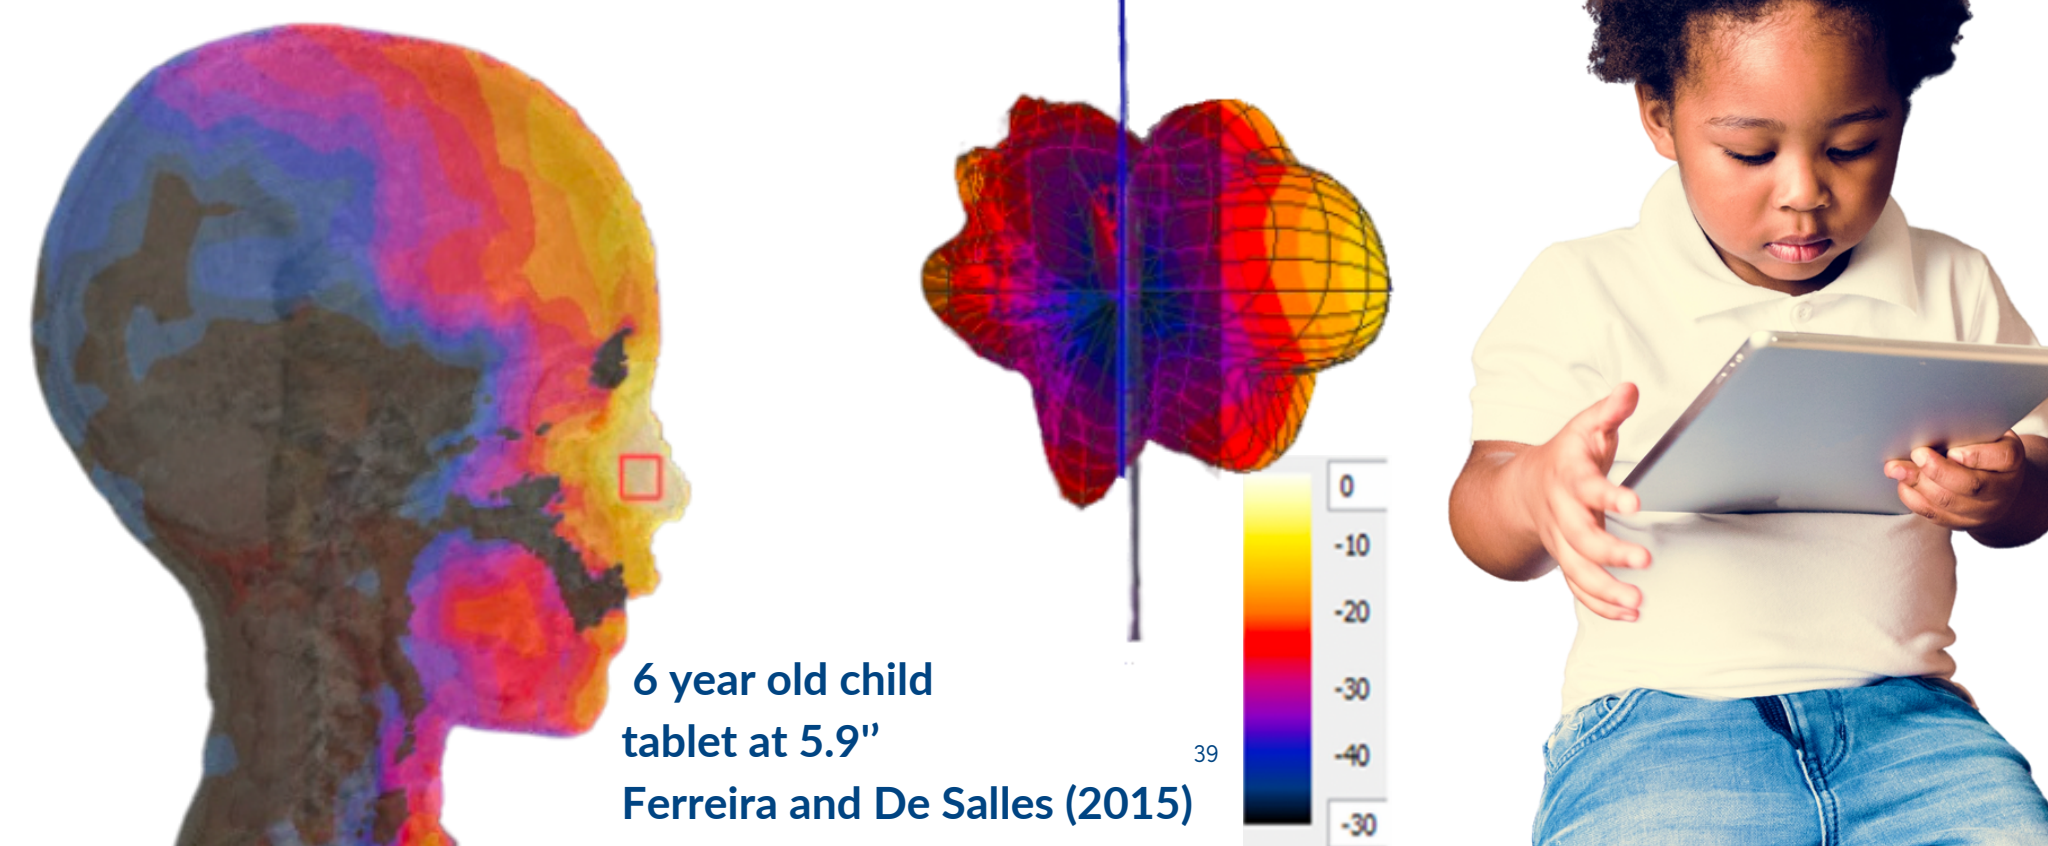 6 year old child
tablet at 5.9"
Ferreira and De Salles (2015)
39
0
-10
-20
-30
-40
-30